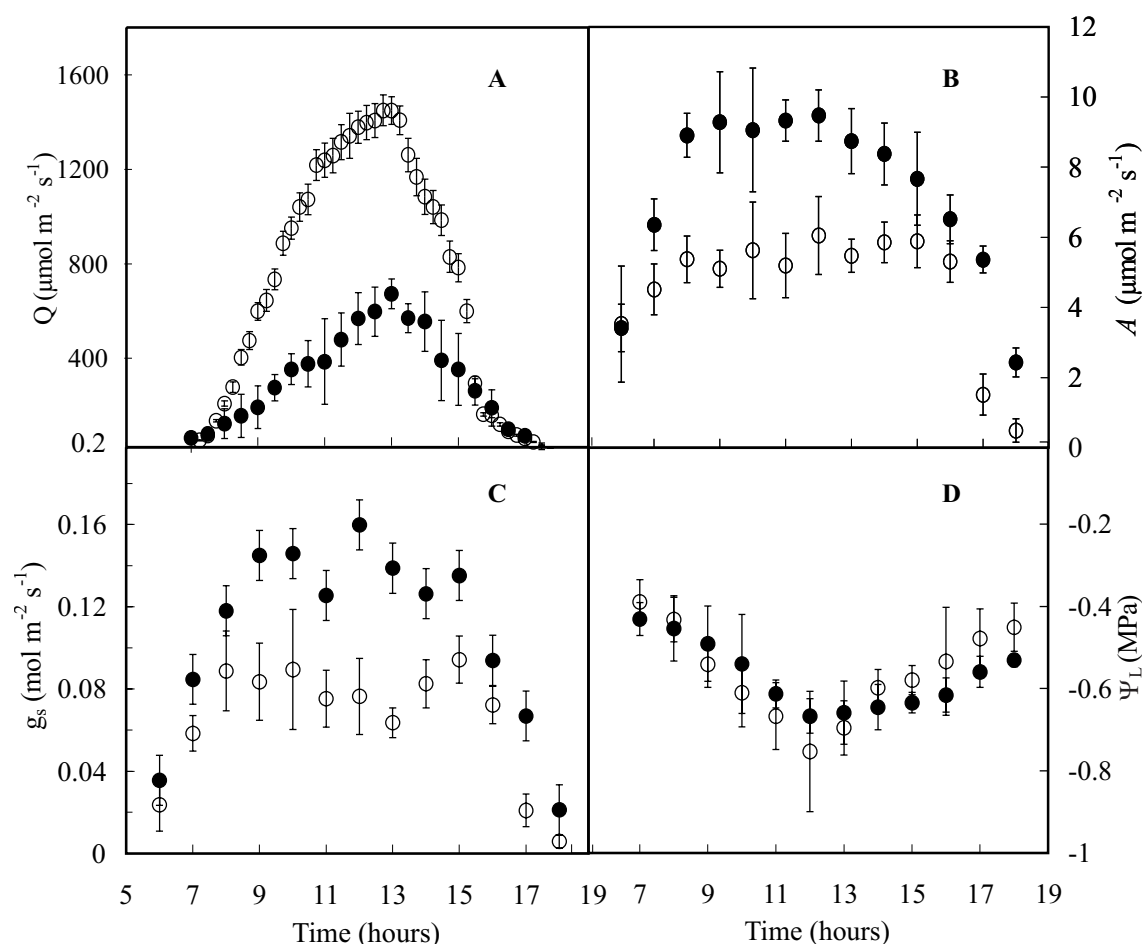 A
1600
1200
800
400
0.2
Q (µmol m⁻² s⁻¹)
B
12
10
8
6
4
2
0
A (µmol m⁻² s⁻¹)
C
0.16
0.12
0.08
0.04
0
gₛ (mol m⁻² s⁻¹)
D
-0.2
-0.4
-0.6
-0.8
-1
Ψ_L (MPa)
5 7 9 11 13 15 17 19 7 9 11 13 15 17 19
Time (hours) Time (hours)